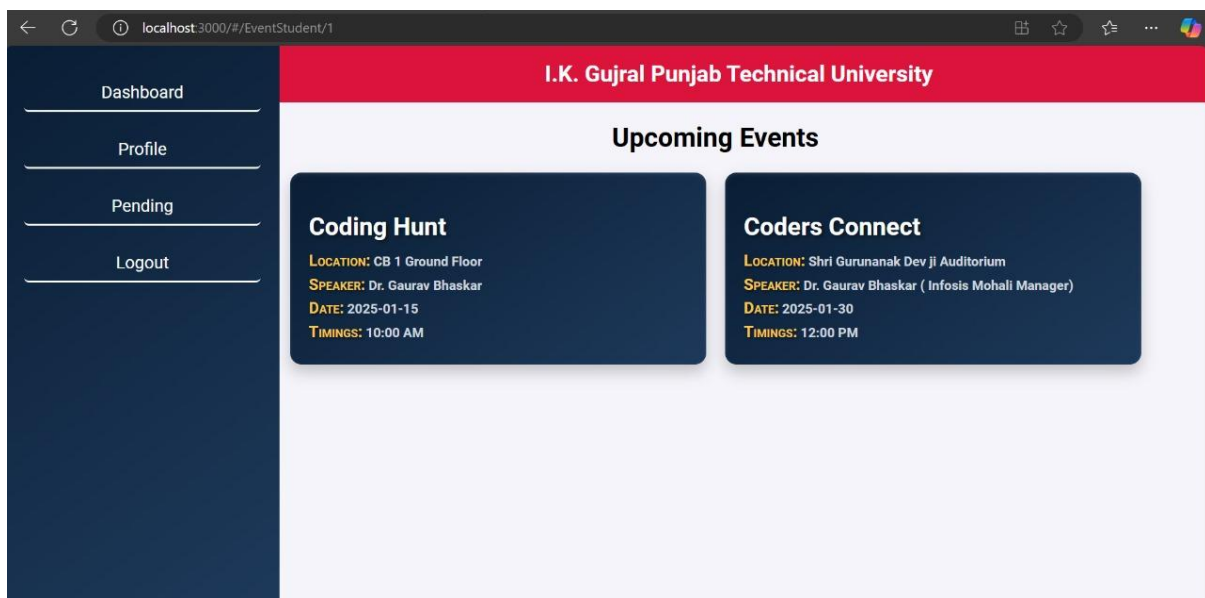 localhost:3000/#/EventStudent/1
Dashboard
Profile
Pending
Logout
I.K. Gujral Punjab Technical University
Upcoming Events
Coding Hunt
LOCATION: CB 1 Ground Floor
SPEAKER: Dr. Gaurav Bhaskar
DATE: 2025-01-15
TIMINGS: 10:00 AM
Coders Connect
LOCATION: Shri Gurunanak Dev ji Auditorium
SPEAKER: Dr. Gaurav Bhaskar ( Infosis Mohali Manager)
DATE: 2025-01-30
TIMINGS: 12:00 PM